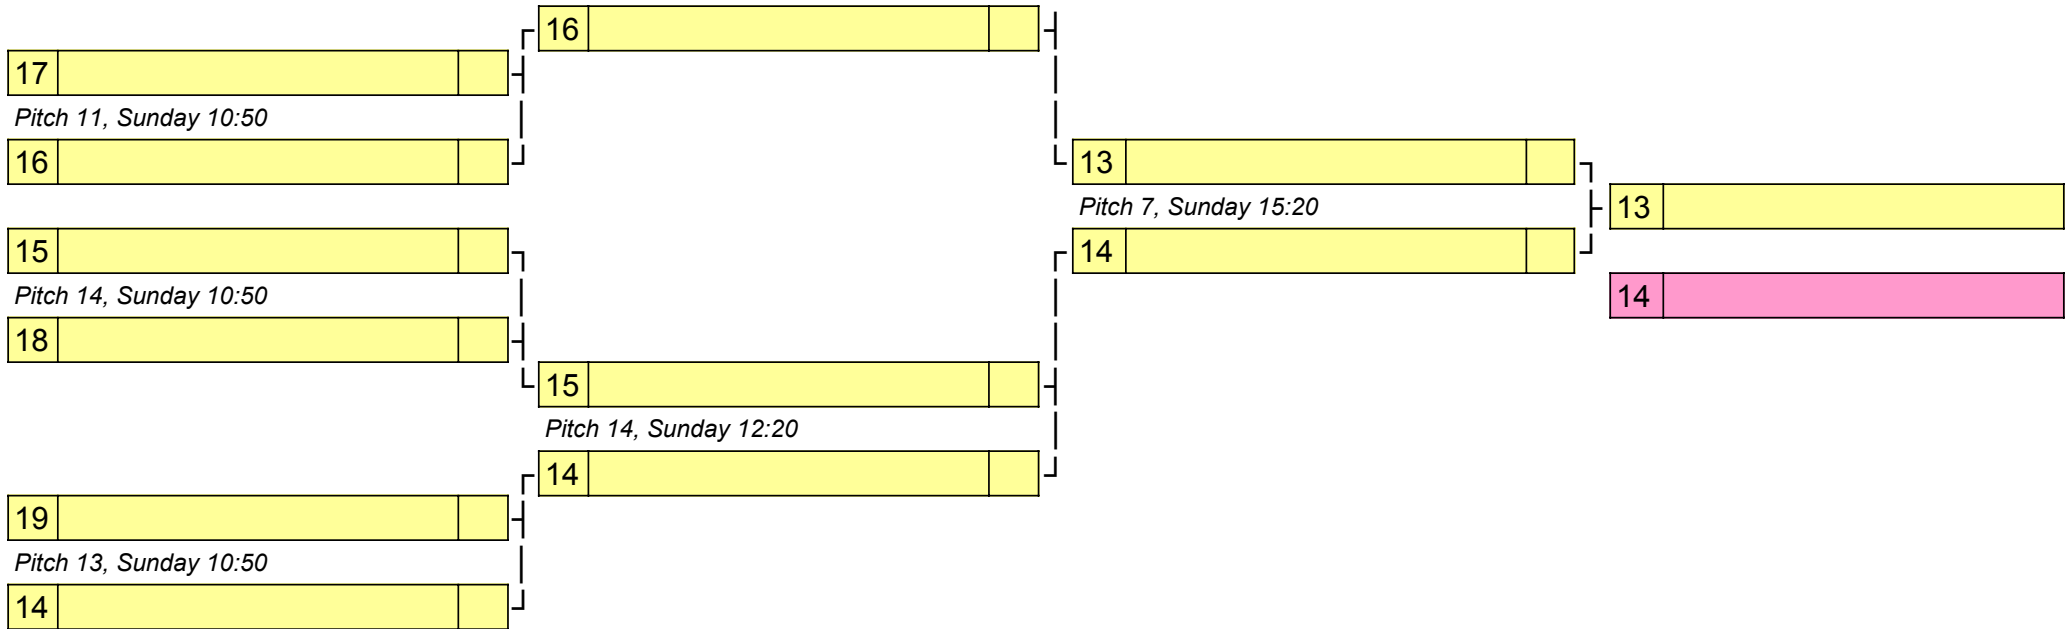 16
17
Pitch 11, Sunday 10:50
16
13
Pitch 7, Sunday 15:20
13
15
14
Pitch 14, Sunday 10:50
14
18
15
Pitch 14, Sunday 12:20
14
19
Pitch 13, Sunday 10:50
14